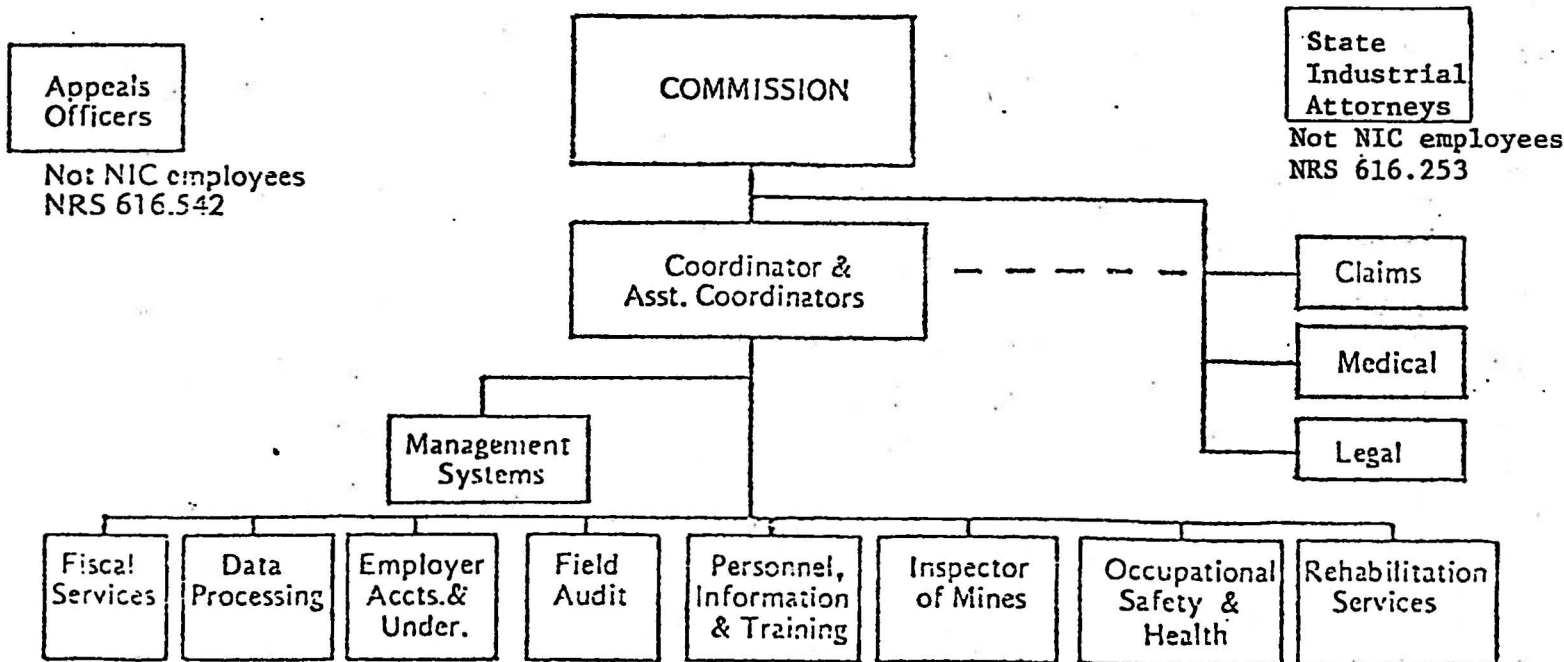 Appeals
Officers
Not NIC employees
NRS 616.542
COMMISSION
State
Industrial
Attorneys
Not NIC employees
NRS 616.253
Coordinator &
Asst. Coordinators
Claims
Medical
Legal
Management
Systems
Fiscal
Services
Data
Processing
Employer
Accts.&
Under.
Field
Audit
Personnel,
Information
& Training
Inspector
of Mines
Occupational
Safety &
Health
Rehabilitation
Services